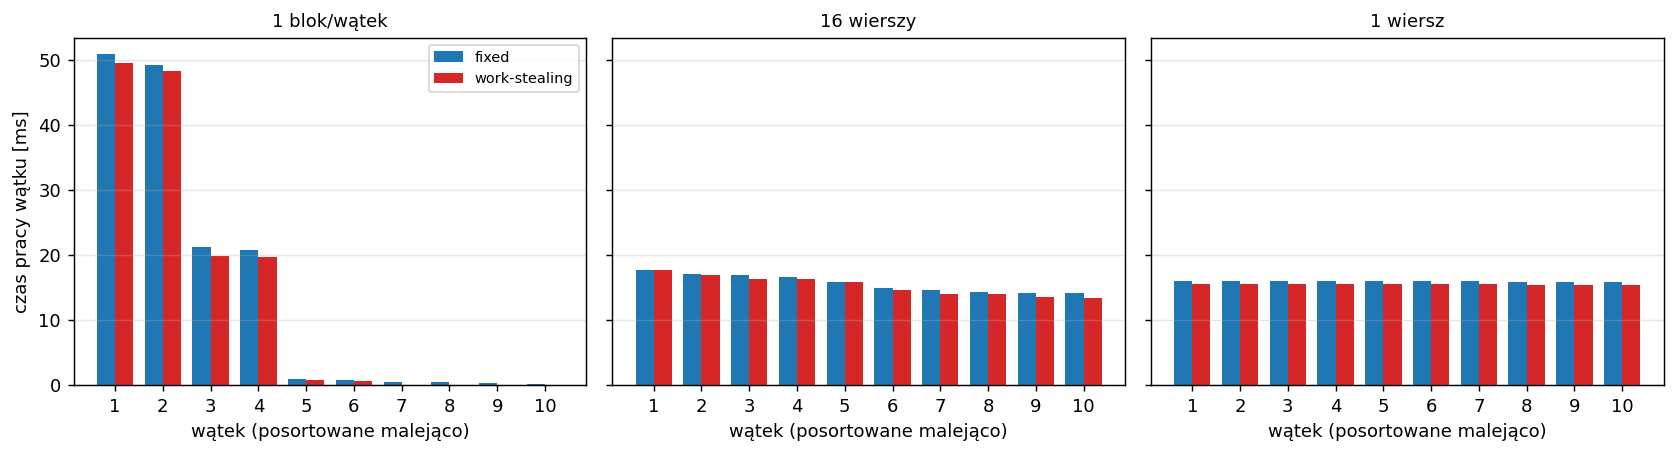 1 blok/wątek
16 wierszy
1 wiersz
fixed
work-stealing
czas pracy wątku [ms]
50
40
30
20
10
0
1 2 3 4 5 6 7 8 9 10
1 2 3 4 5 6 7 8 9 10
1 2 3 4 5 6 7 8 9 10
wątek (posortowane malejąco)
wątek (posortowane malejąco)
wątek (posortowane malejąco)